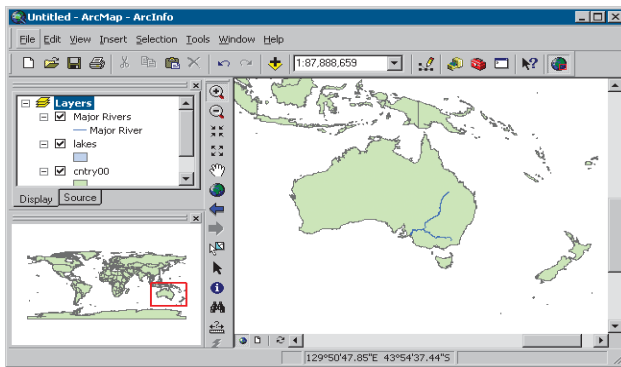 Untitled - ArcMap - ArcInfo
File Edit View Insert Selection Tools Window Help
1:87,888,659
Layers
Major Rivers
Major River
lakes
cntry00
Display Source
129°50'47.85"E 43°54'37.44"S